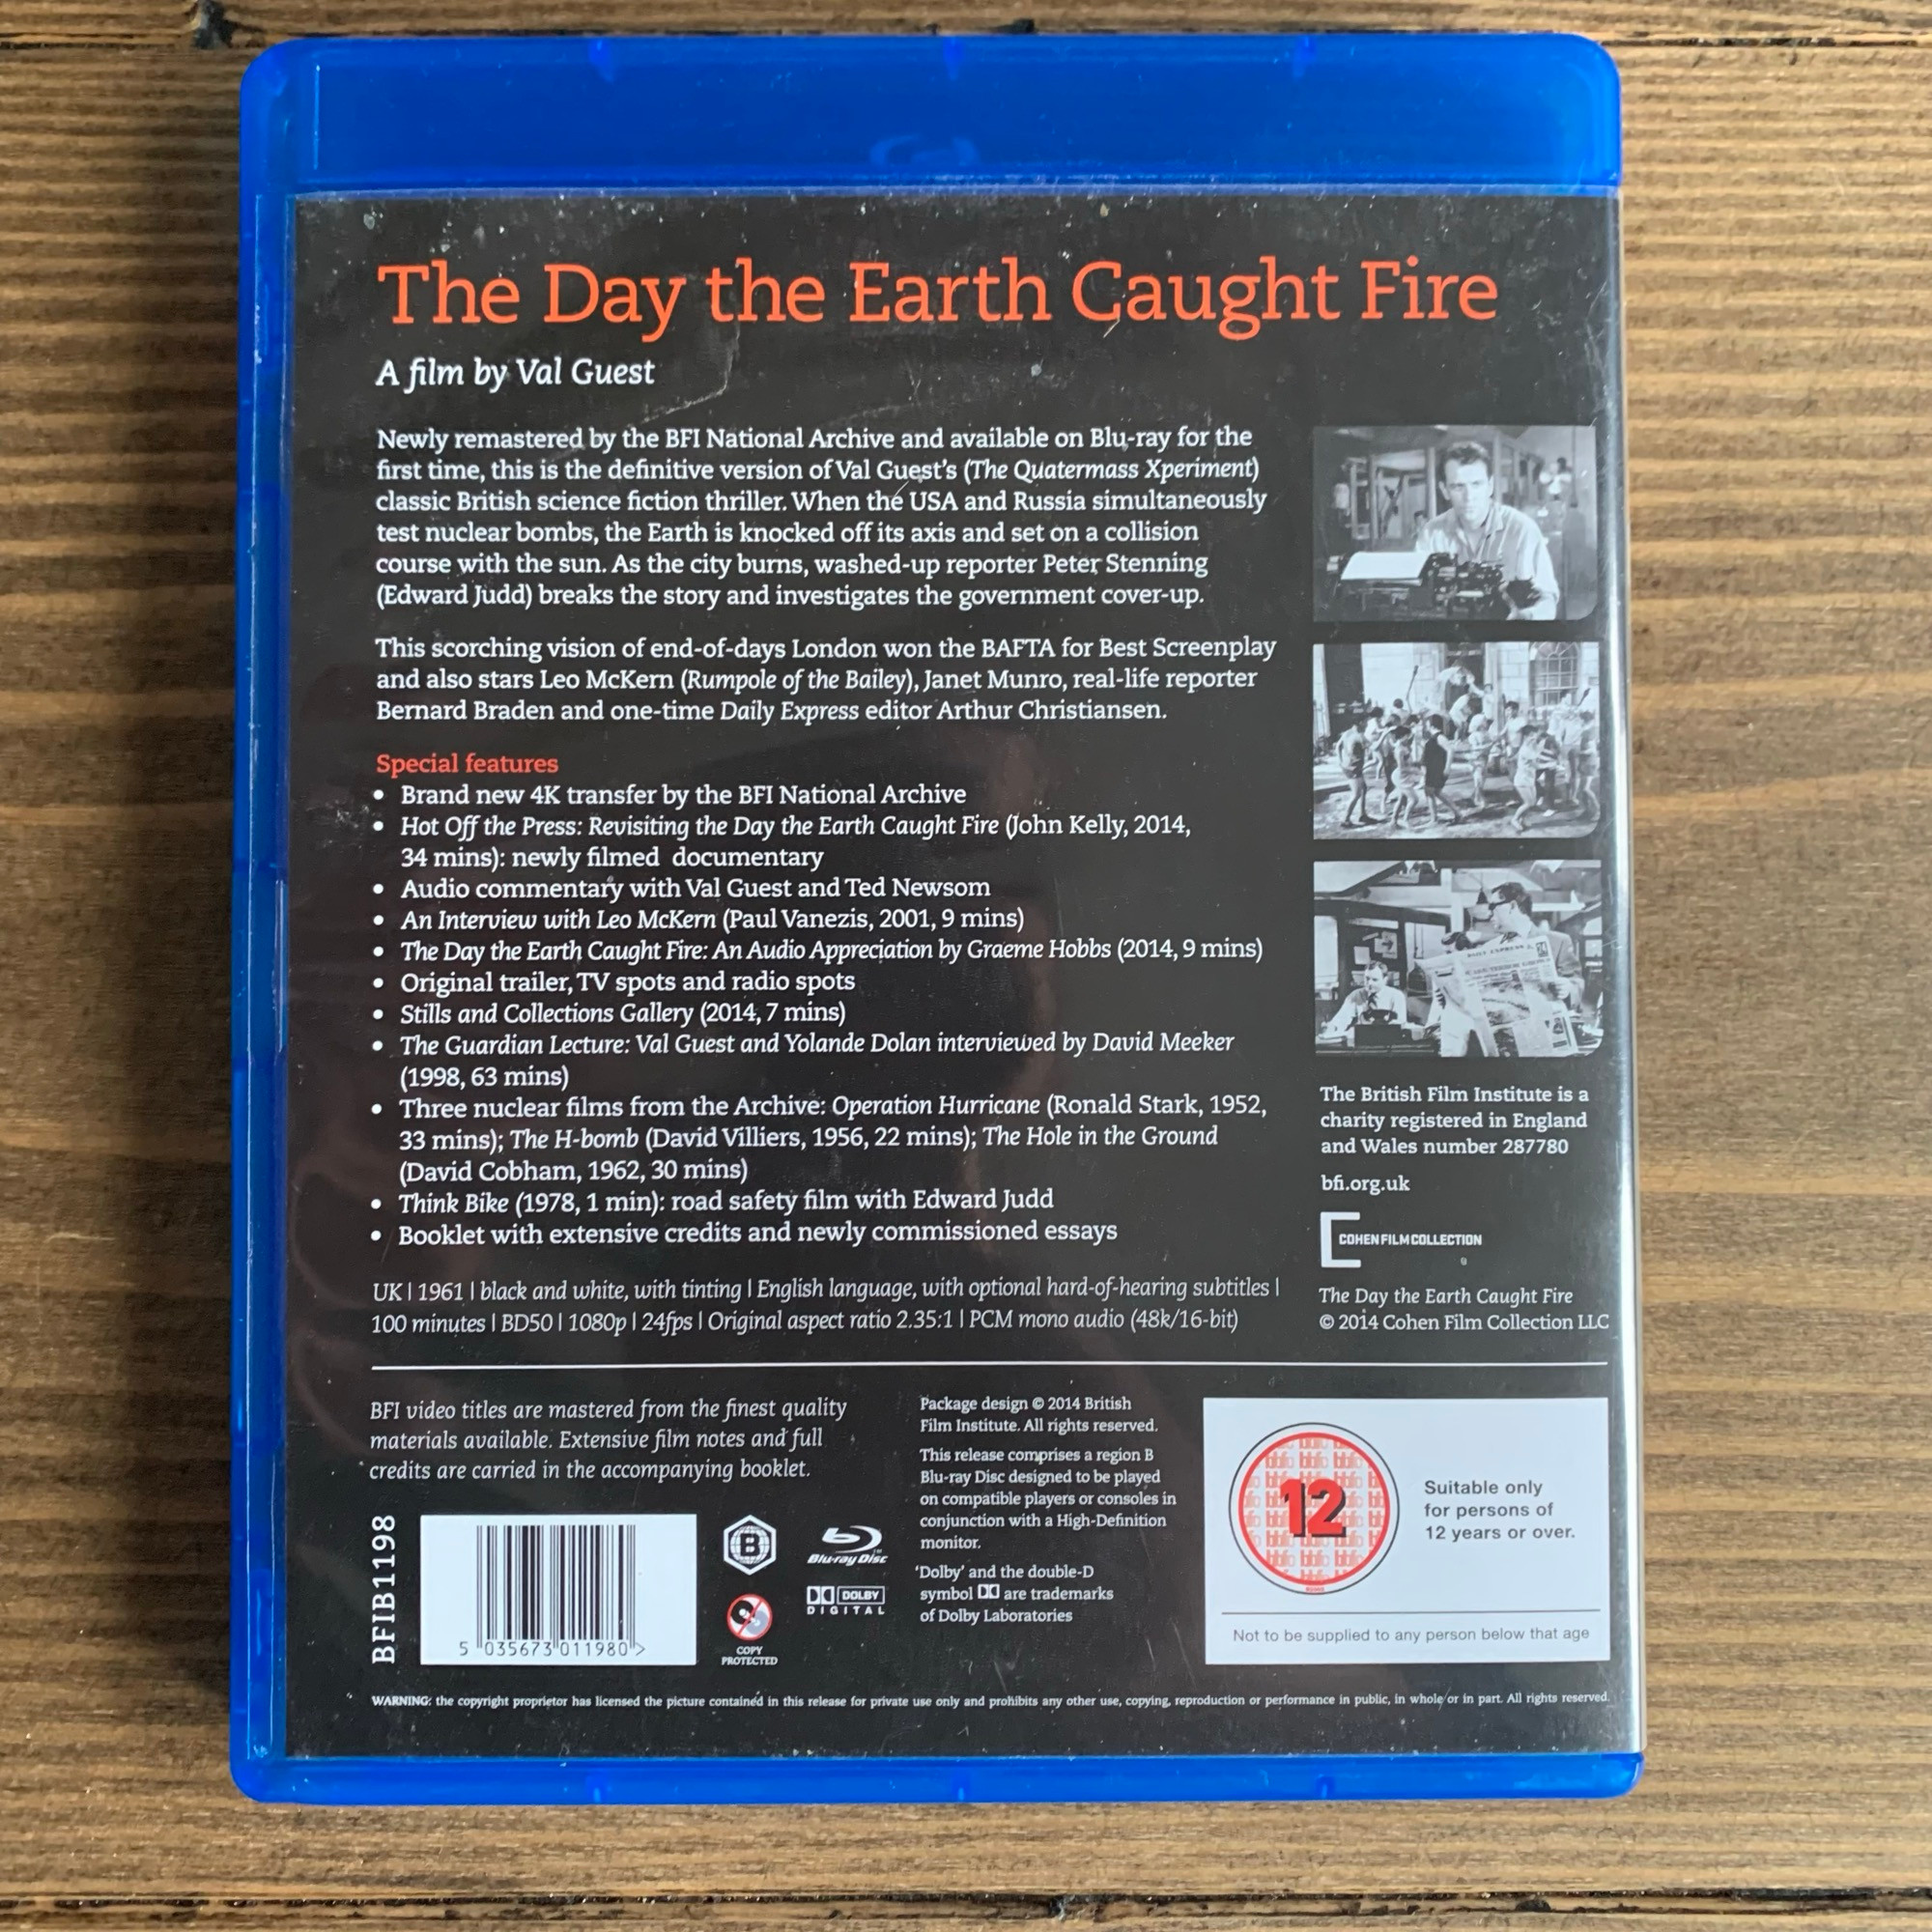 The Day the Earth Caught Fire
A film by Val Guest
Newly remastered by the BFI National Archive and available on Blu-ray for the
first time, this is the definitive version of Val Guest's (The Quatermass Xperiment)
classic British science fiction thriller. When the USA and Russia simultaneously
test nuclear bombs, the Earth is knocked off its axis and set on a collision
course with the sun. As the city burns, washed-up reporter Peter Stenning
(Edward Judd) breaks the story and investigates the government cover-up.
This scorching vision of end-of-days London won the BAFTA for Best Screenplay
and also stars Leo McKern (Rumpole of the Bailey), Janet Munro, real-life reporter
Bernard Braden and one-time Daily Express editor Arthur Christiansen.
Special features
• Brand new 4K transfer by the BFI National Archive
• Hot Off the Press: Revisiting the Day the Earth Caught Fire (John Kelly, 2014,
34 mins): newly filmed documentary
• Audio commentary with Val Guest and Ted Newsom
• An Interview with Leo McKern (Paul Vanezis, 2001, 9 mins)
• The Day the Earth Caught Fire: An Audio Appreciation by Graeme Hobbs (2014, 9 mins)
• Original trailer, TV spots and radio spots
• Stills and Collections Gallery (2014, 7 mins)
• The Guardian Lecture: Val Guest and Yolande Dolan interviewed by David Meeker
(1998, 63 mins)
• Three nuclear films from the Archive: Operation Hurricane (Ronald Stark, 1952,
33 mins); The H-bomb (David Villiers, 1956, 22 mins); The Hole in the Ground
(David Cobham, 1962, 30 mins)
• Think Bike (1978, 1 min): road safety film with Edward Judd
• Booklet with extensive credits and newly commissioned essays
UK | 1961 | black and white, with tinting | English language, with optional hard-of-hearing subtitles |
100 minutes | BD50 | 1080p | 24fps | Original aspect ratio 2.35:1 | PCM mono audio (48k/16-bit)
DAILY EXPRESS
The British Film Institute is a
charity registered in England
and Wales number 287780
bfi.org.uk
COHEN FILM COLLECTION
The Day the Earth Caught Fire
© 2014 Cohen Film Collection LLC
BFI video titles are mastered from the finest quality
materials available. Extensive film notes and full
credits are carried in the accompanying booklet.
BFIB1198
5 035673 011980 >
B
COPY
PROTECTED
Blu-ray Disc
DOLBY
DIGITAL
Package design © 2014 British
Film Institute. All rights reserved.
This release comprises a region B
Blu-ray Disc designed to be played
on compatible players or consoles in
conjunction with a High-Definition
monitor.
'Dolby' and the double-D
symbol are trademarks
of Dolby Laboratories
12
Suitable only
for persons of
12 years or over.
Not to be supplied to any person below that age
WARNING: the copyright proprietor has licensed the picture contained in this release for private use only and prohibits any other use, copying, reproduction or performance in public, in whole or in part. All rights reserved.